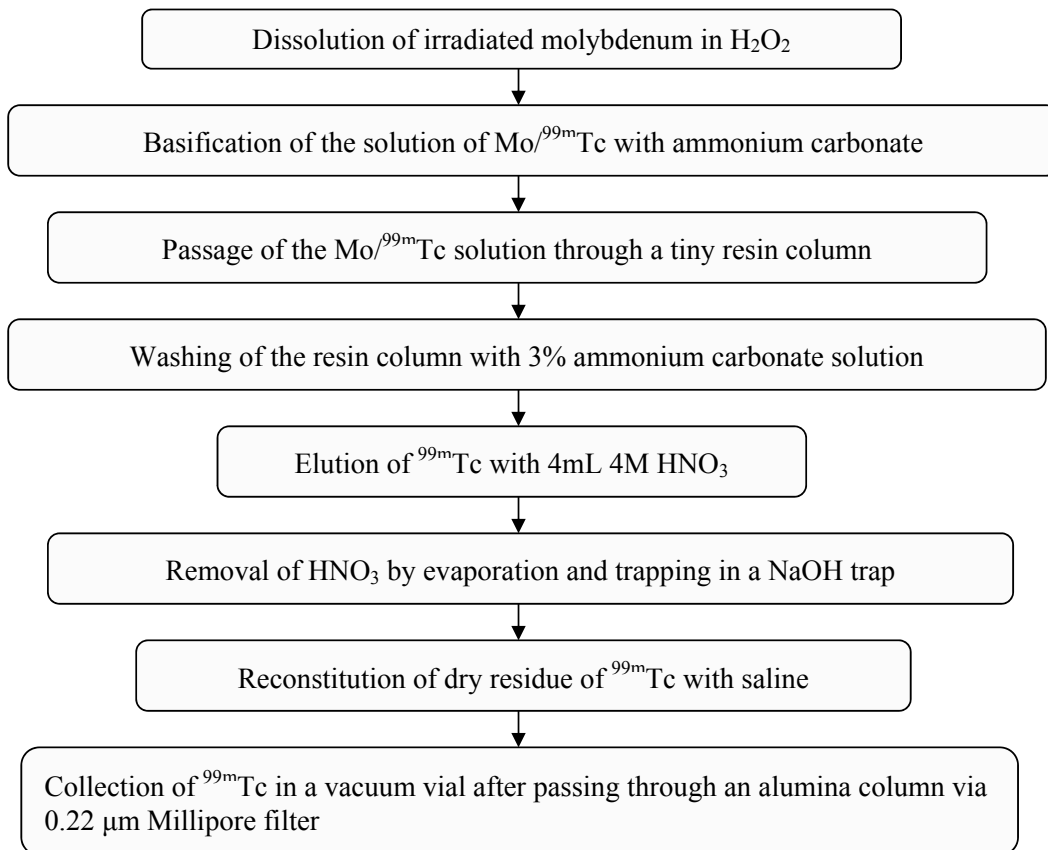 Dissolution of irradiated molybdenum in H₂O₂
Basification of the solution of Mo/⁹⁹ᵐTc with ammonium carbonate
Passage of the Mo/⁹⁹ᵐTc solution through a tiny resin column
Washing of the resin column with 3% ammonium carbonate solution
Elution of ⁹⁹ᵐTc with 4mL 4M HNO₃
Removal of HNO₃ by evaporation and trapping in a NaOH trap
Reconstitution of dry residue of ⁹⁹ᵐTc with saline
Collection of ⁹⁹ᵐTc in a vacuum vial after passing through an alumina column via
0.22 µm Millipore filter